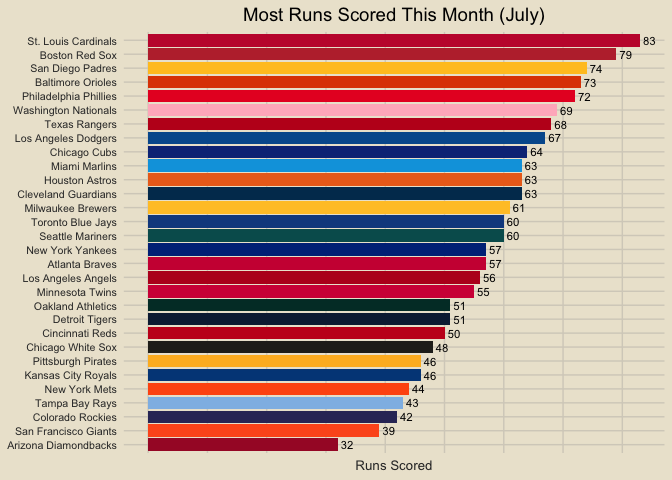 Most Runs Scored This Month (July)
St. Louis Cardinals 83
Boston Red Sox 79
San Diego Padres 74
Baltimore Orioles 73
Philadelphia Phillies 72
Washington Nationals 69
Texas Rangers 68
Los Angeles Dodgers 67
Chicago Cubs 64
Miami Marlins 63
Houston Astros 63
Cleveland Guardians 63
Milwaukee Brewers 61
Toronto Blue Jays 60
Seattle Mariners 60
New York Yankees 57
Atlanta Braves 57
Los Angeles Angels 56
Minnesota Twins 55
Oakland Athletics 51
Detroit Tigers 51
Cincinnati Reds 50
Chicago White Sox 48
Pittsburgh Pirates 46
Kansas City Royals 46
New York Mets 44
Tampa Bay Rays 43
Colorado Rockies 42
San Francisco Giants 39
Arizona Diamondbacks 32
Runs Scored